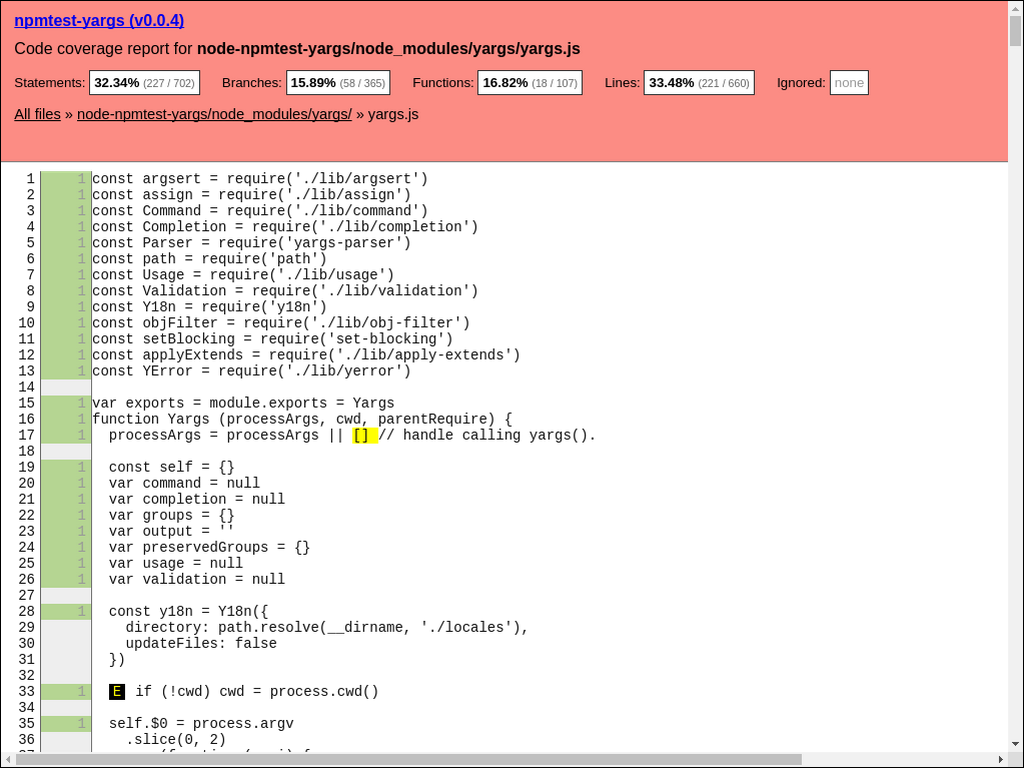 npmtest-yargs (v0.0.4)
Code coverage report for node-npmtest-yargs/node_modules/yargs/yargs.js
Statements: 32.34% (227 / 702) Branches: 15.89% (58 / 365) Functions: 16.82% (18 / 107) Lines: 33.48% (221 / 660) Ignored: none
All files » node-npmtest-yargs/node_modules/yargs/ » yargs.js
1 1 const argsert = require('./lib/argsert')
2 1 const assign = require('./lib/assign')
3 1 const Command = require('./lib/command')
4 1 const Completion = require('./lib/completion')
5 1 const Parser = require('yargs-parser')
6 1 const path = require('path')
7 1 const Usage = require('./lib/usage')
8 1 const Validation = require('./lib/validation')
9 1 const Y18n = require('y18n')
10 1 const objFilter = require('./lib/obj-filter')
11 1 const setBlocking = require('set-blocking')
12 1 const applyExtends = require('./lib/apply-extends')
13 1 const YError = require('./lib/yerror')
14
15 1 var exports = module.exports = Yargs
16 1 function Yargs (processArgs, cwd, parentRequire) {
17 1 processArgs = processArgs || [] // handle calling yargs().
18
19 1 const self = {}
20 1 var command = null
21 1 var completion = null
22 1 var groups = {}
23 1 var output = ''
24 1 var preservedGroups = {}
25 1 var usage = null
26 1 var validation = null
27
28 1 const y18n = Y18n({
29 directory: path.resolve(__dirname, './locales'),
30 updateFiles: false
31 })
32
33 1 E if (!cwd) cwd = process.cwd()
34
35 1 self.$0 = process.argv
36 .slice(0, 2)